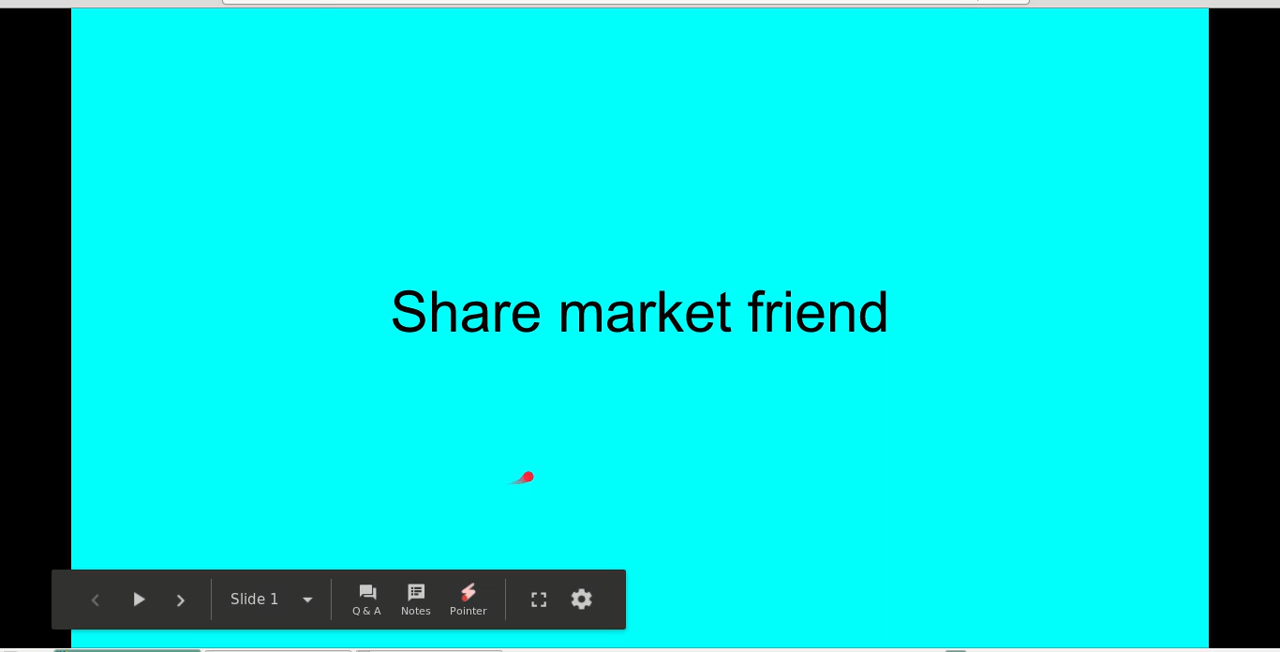 Share market friend
Slide 1
Q & A
Notes
Pointer